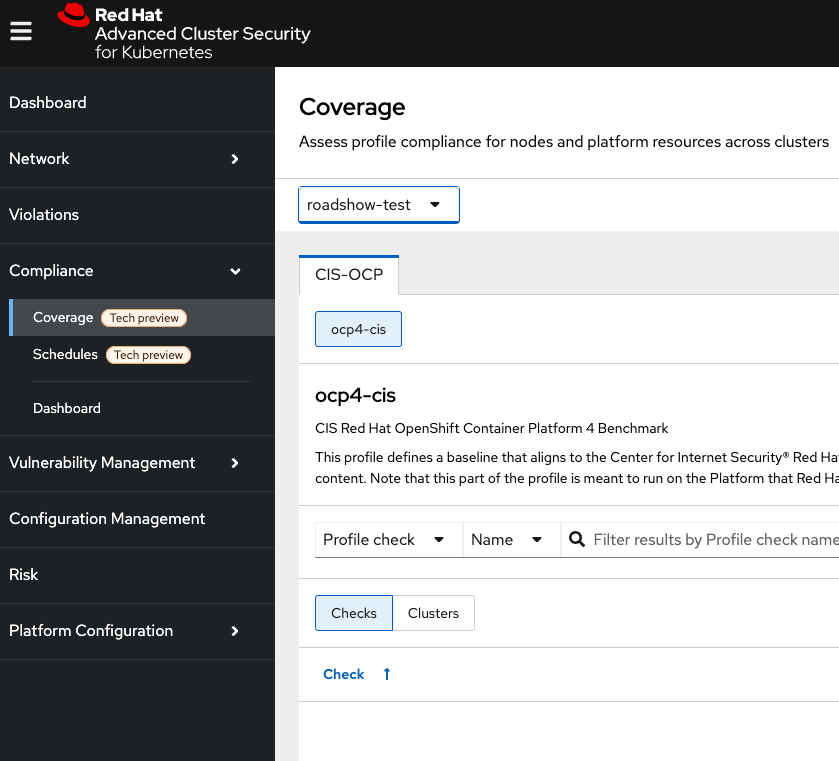 Red Hat
Advanced Cluster Security
for Kubernetes
Dashboard
Network
Violations
Compliance
Coverage Tech preview
Schedules Tech preview
Dashboard
Vulnerability Management
Configuration Management
Risk
Platform Configuration
Coverage
Assess profile compliance for nodes and platform resources across clusters
roadshow-test
CIS-OCP
ocp4-cis
ocp4-cis
CIS Red Hat OpenShift Container Platform 4 Benchmark
This profile defines a baseline that aligns to the Center for Internet Security® Red Ha
content. Note that this part of the profile is meant to run on the Platform that Red Ha
Profile check Name Filter results by Profile check name
Checks Clusters
Check